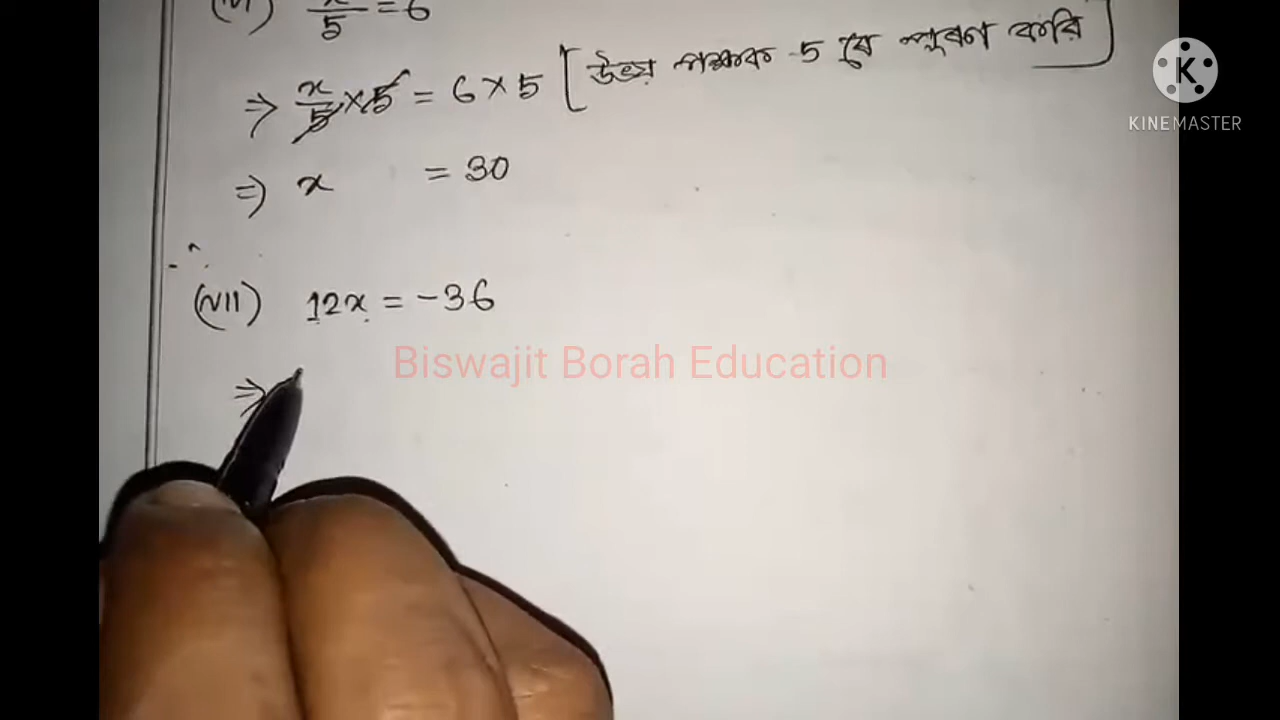 (VI) x/5 = 6
⇒ x/5 × 5 = 6 × 5 [উভয় পক্ষক 5 ৰে পূৰণ কৰি]
⇒ x = 30
(VII) 12x = -36
⇒
Biswajit Borah Education
KINEMASTER